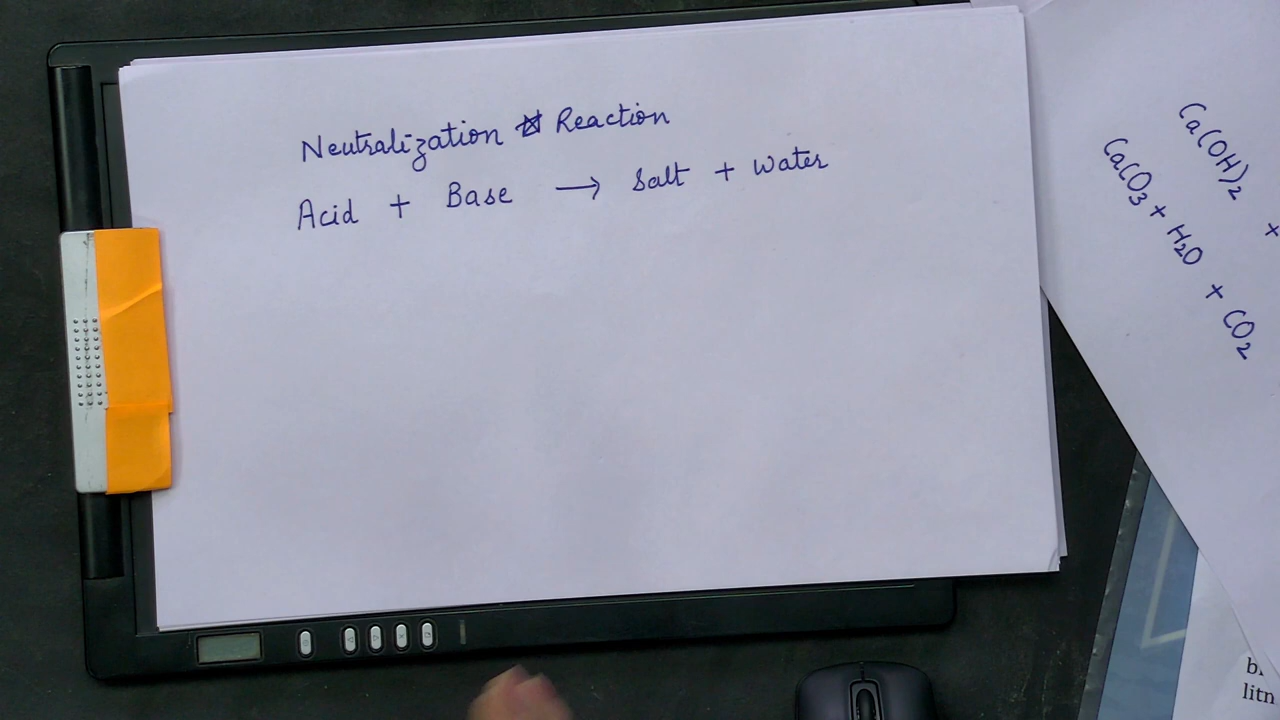 Neutralization Reaction
Acid + Base → Salt + Water
Ca(OH)₂ +
CaCO₃ + H₂O + CO₂